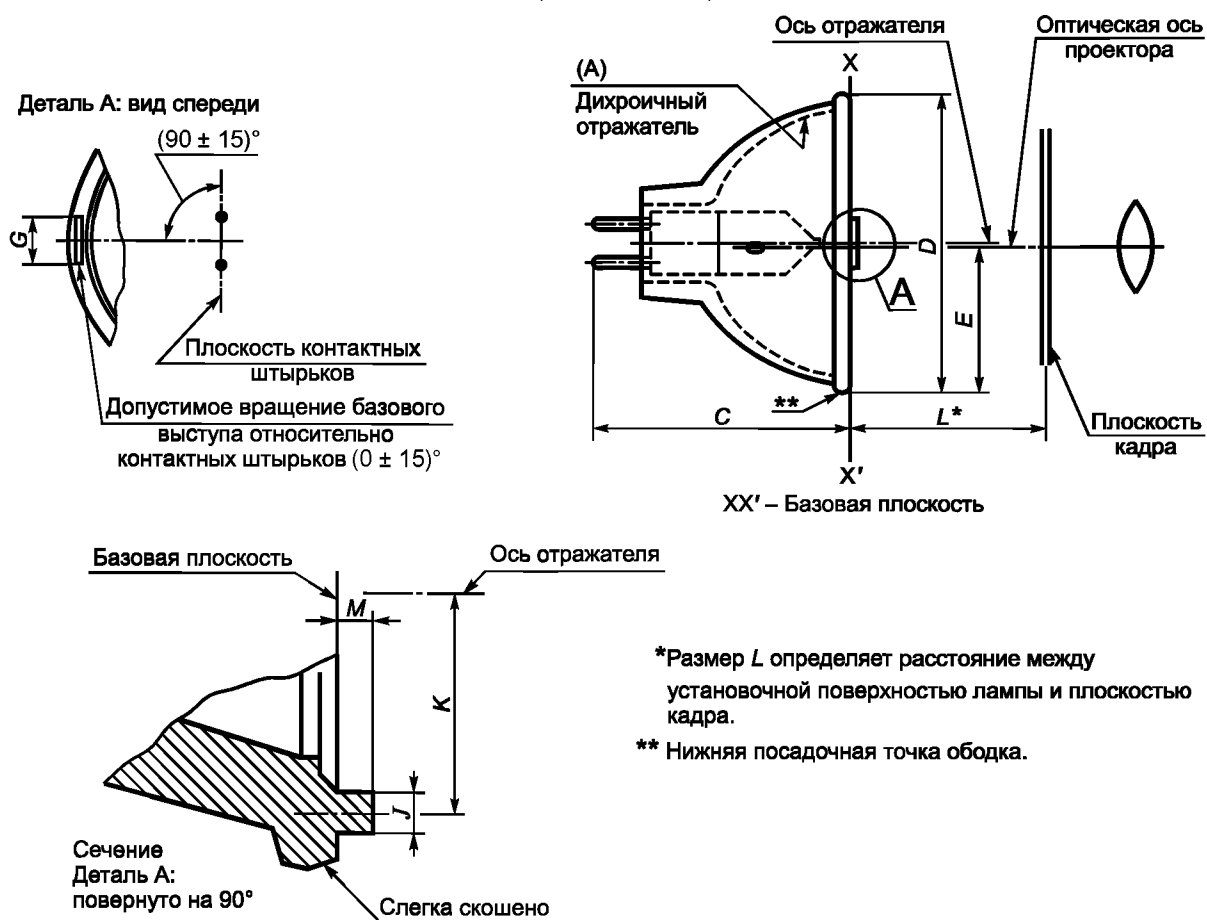 Ось отражателя
Оптическая ось
проектора
X
(A)
Дихроичный
отражатель
Деталь А: вид спереди
(90 ± 15)°
G
Плоскость контактных
штырьков
Допустимое вращение базового
выступа относительно
контактных штырьков (0 ± 15)°
D
A
E
**
C
L*
Плоскость
кадра
X'
XX' – Базовая плоскость
Базовая плоскость
Ось отражателя
M
K
J
Сечение
Деталь А:
повернуто на 90°
Слегка скошено
*Размер L определяет расстояние между
установочной поверхностью лампы и плоскостью
кадра.
** Нижняя посадочная точка ободка.